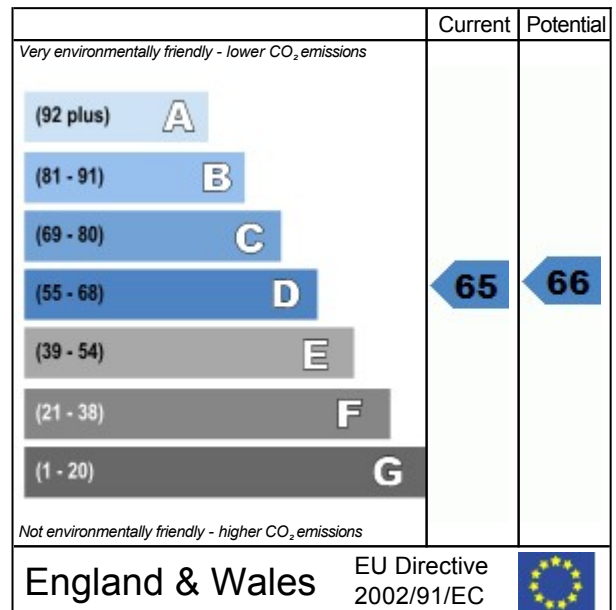 Current Potential
Very environmentally friendly - lower CO₂ emissions
(92 plus) A
(81 - 91) B
(69 - 80) C
(55 - 68) D
65 66
(39 - 54) E
(21 - 38) F
(1 - 20) G
Not environmentally friendly - higher CO₂ emissions
England & Wales
EU Directive
2002/91/EC